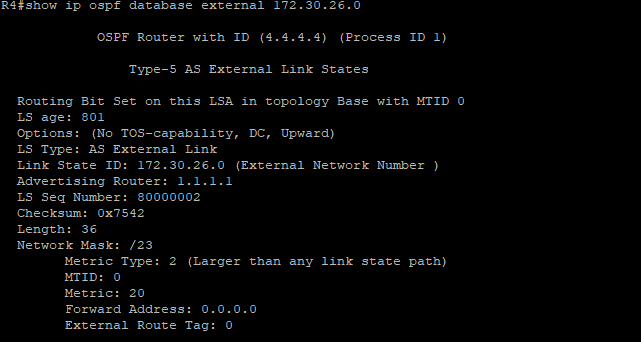 R4#show ip ospf database external 172.30.26.0
OSPF Router with ID (4.4.4.4) (Process ID 1)
Type-5 AS External Link States
Routing Bit Set on this LSA in topology Base with MTID 0
LS age: 801
Options: (No TOS-capability, DC, Upward)
LS Type: AS External Link
Link State ID: 172.30.26.0 (External Network Number )
Advertising Router: 1.1.1.1
LS Seq Number: 80000002
Checksum: 0x7542
Length: 36
Network Mask: /23
Metric Type: 2 (Larger than any link state path)
MTID: 0
Metric: 20
Forward Address: 0.0.0.0
External Route Tag: 0